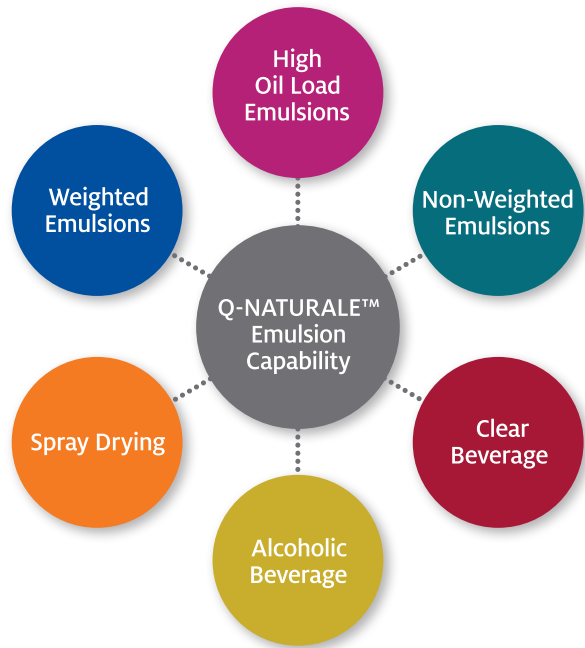 High
Oil Load
Emulsions
Weighted
Emulsions
Non-Weighted
Emulsions
Q-NATURALE™
Emulsion
Capability
Spray Drying
Clear
Beverage
Alcoholic
Beverage